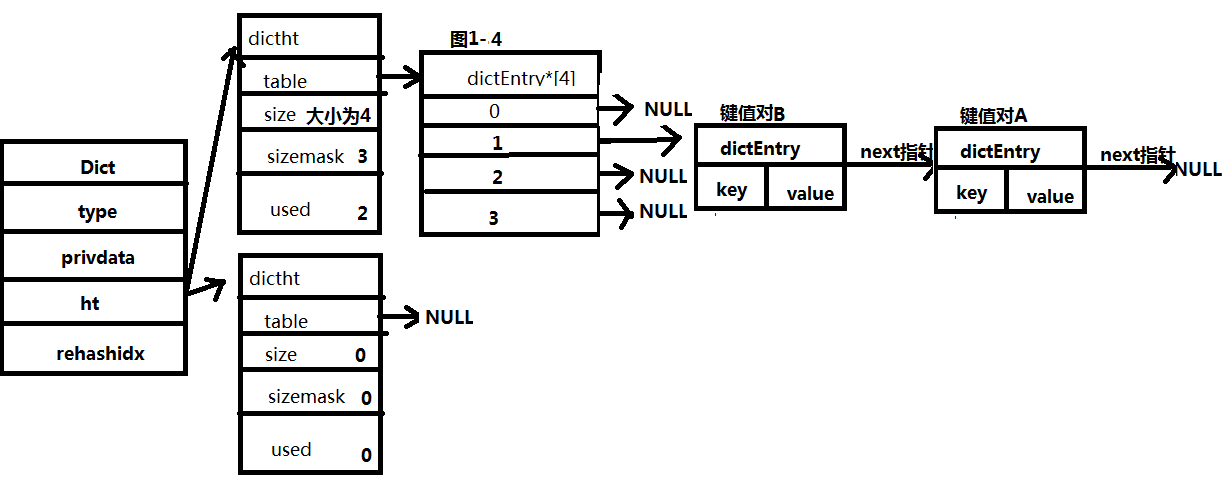 Dict
type
privdata
ht
rehashidx
dictht
table
size 大小为4
sizemask 3
used 2
dictht
table
NULL
size 0
sizemask 0
used 0
图1-4
dictEntry*[4]
0
NULL
1
2
NULL
3
NULL
键值对B
dictEntry
next指针
key
value
键值对A
dictEntry
next指针
NULL
key
value